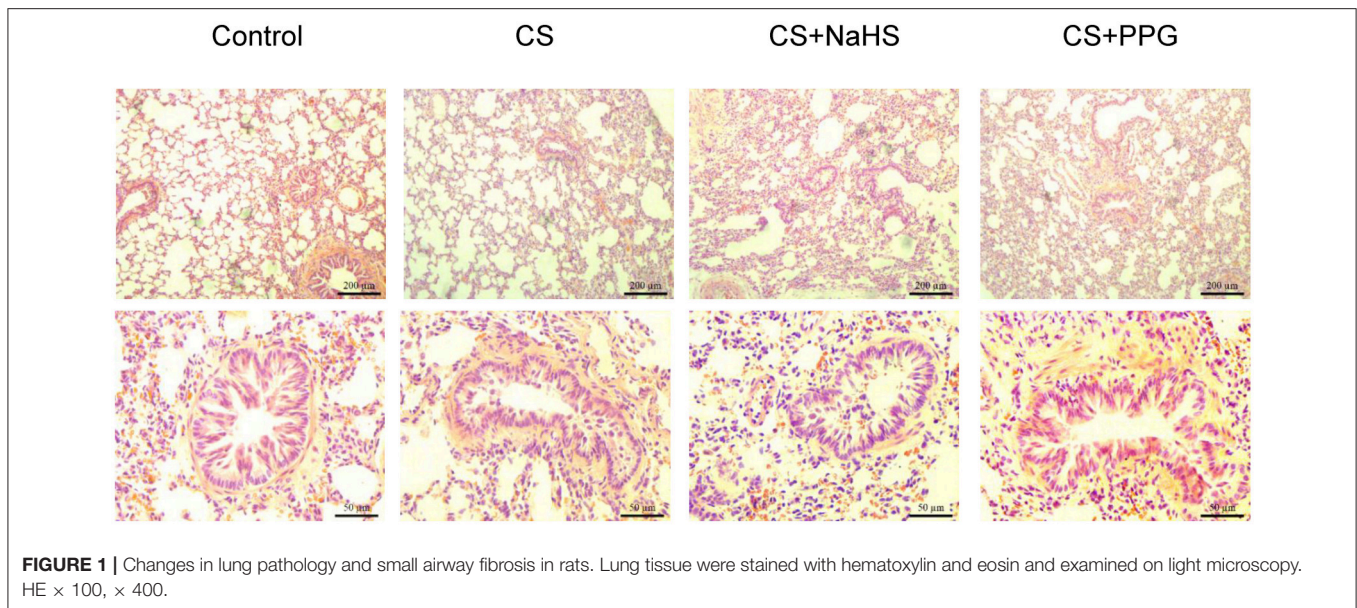 Control CS CS+NaHS CS+PPG
200 µm 200 µm 200 µm 200 µm
50 µm 50 µm 50 µm 50 µm
FIGURE 1 | Changes in lung pathology and small airway fibrosis in rats. Lung tissue were stained with hematoxylin and eosin and examined on light microscopy.
HE × 100, × 400.